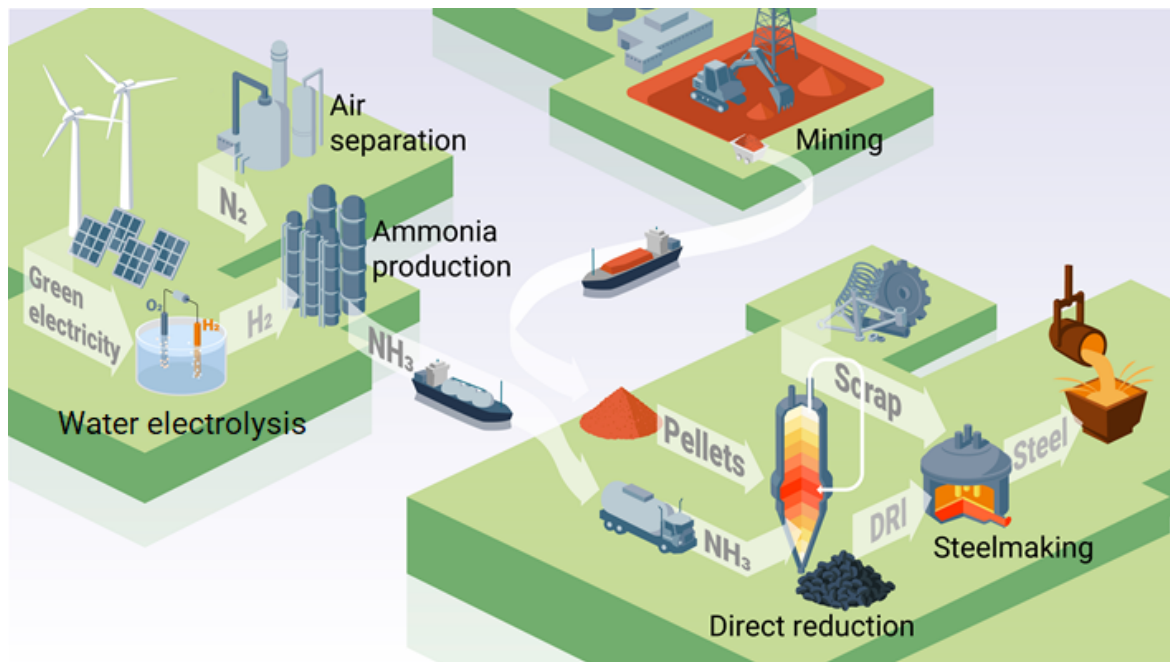 Air
separation
Mining
N₂
Ammonia
production
Green
electricity
O₂
H₂
H₂
NH₃
Water electrolysis
Scrap
Pellets
Steel
DRI
NH₃
Steelmaking
Direct reduction